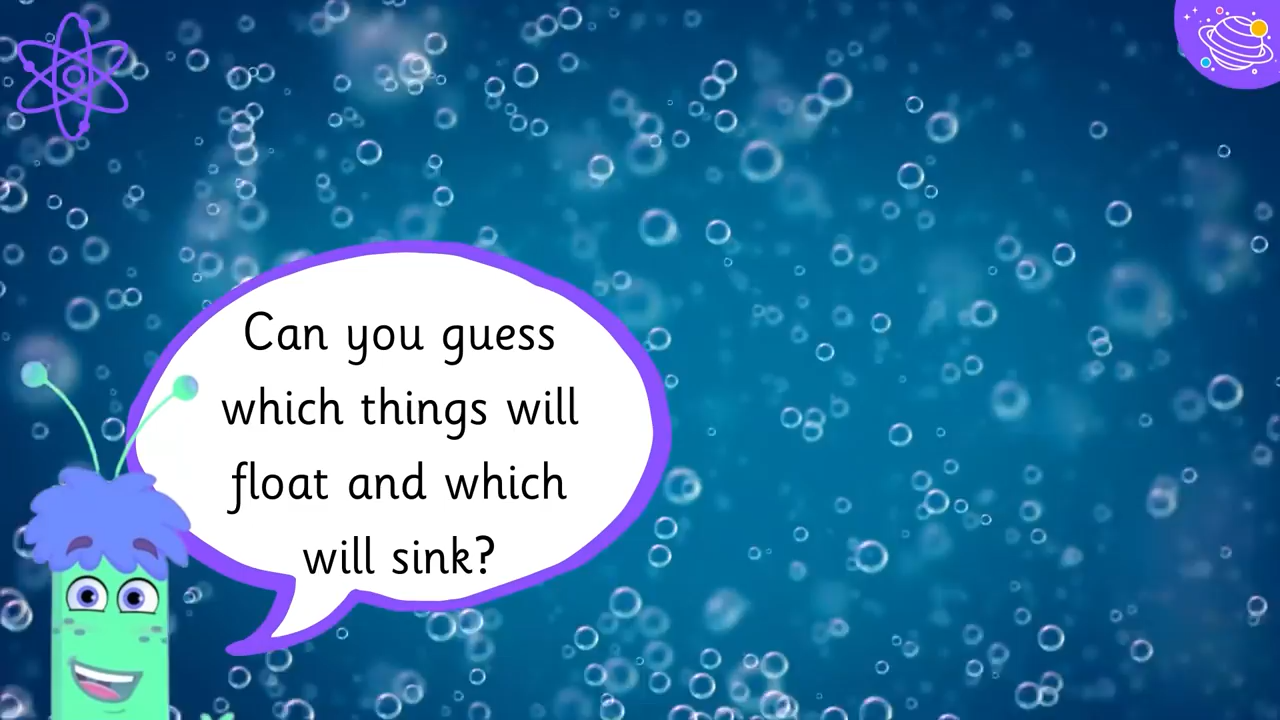 Can you guess
which things will
float and which
will sink?